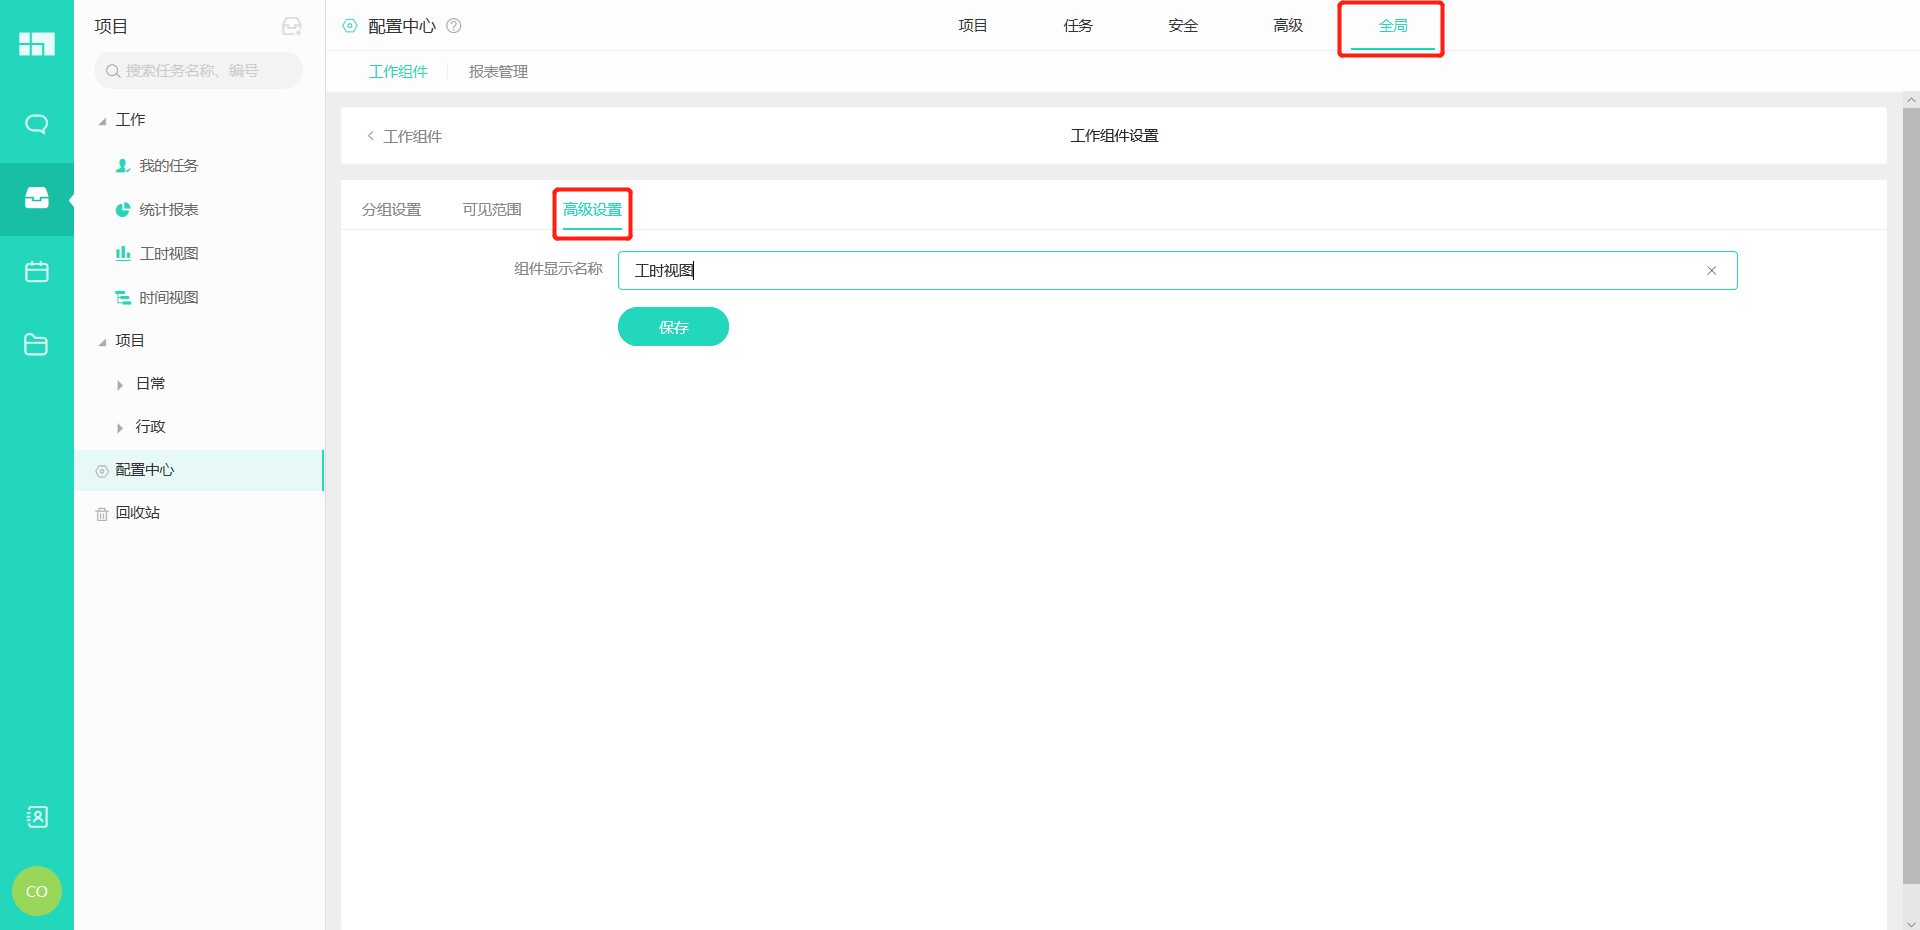 项目
搜索任务名称、编号
工作
我的任务
统计报表
工时视图
时间视图
项目
日常
行政
配置中心
回收站
CO
配置中心
项目 任务 安全 高级 全局
工作组件 报表管理
工作组件 工作组件设置
分组设置 可见范围 高级设置
组件显示名称 工时视图
保存